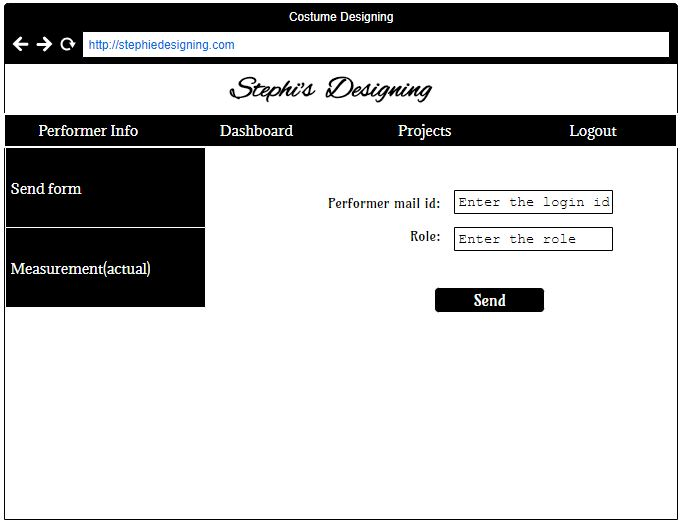 Costume Designing
http://stephiedesigning.com
Stephi's Designing
Performer Info Dashboard Projects Logout
Send form
Measurement(actual)
Performer mail id: Enter the login id
Role: Enter the role
Send